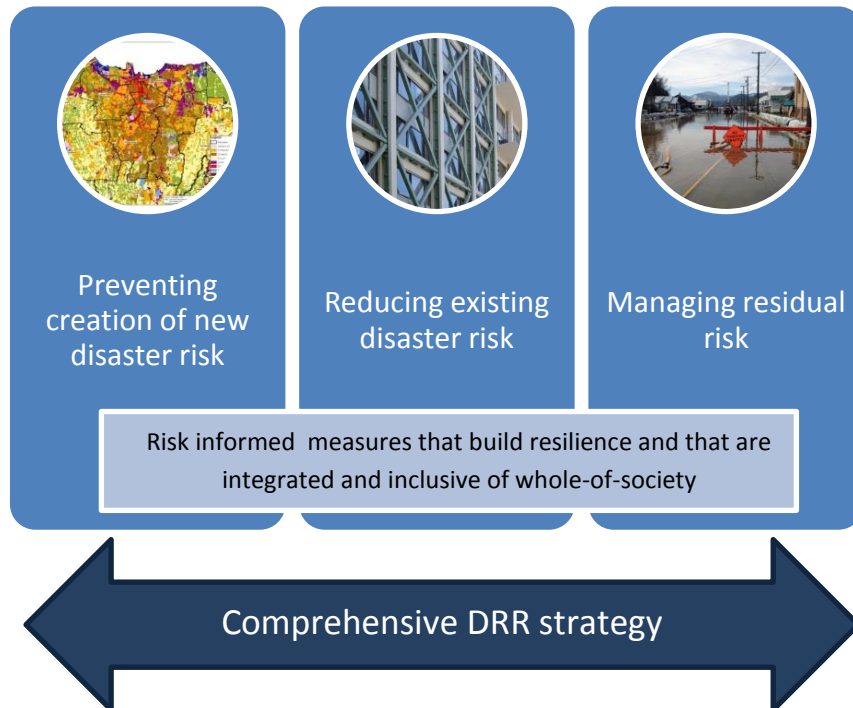 Preventing
creation of new
disaster risk
Reducing existing
disaster risk
Managing residual
risk
Risk informed measures that build resilience and that are
integrated and inclusive of whole-of-society
Comprehensive DRR strategy